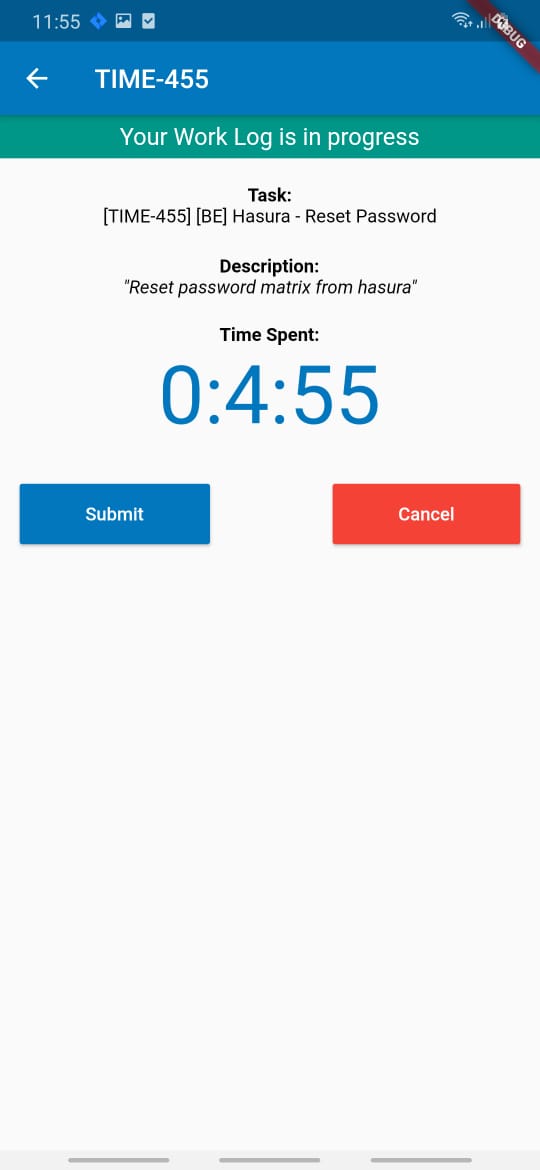 11:55
DEBUG
TIME-455
Your Work Log is in progress
Task:
[TIME-455] [BE] Hasura - Reset Password
Description:
"Reset password matrix from hasura"
Time Spent:
0:4:55
Submit
Cancel